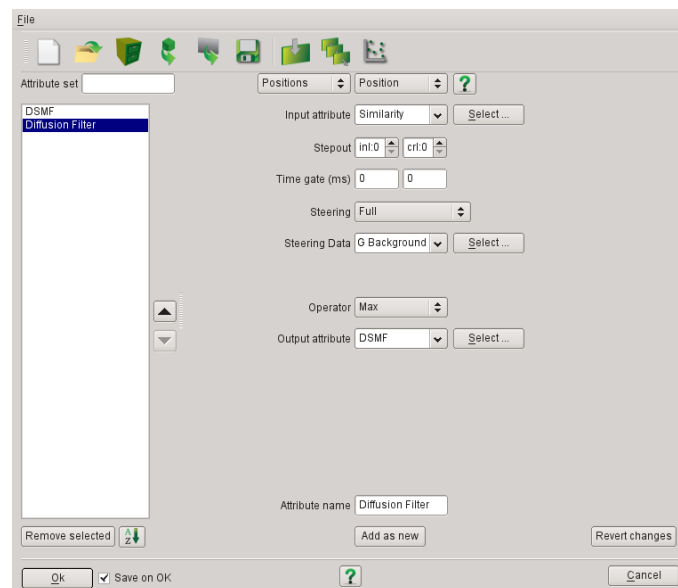 File
Attribute set
Positions Position ?
DSMF
Diffusion Filter
Input attribute Similarity Select ...
Stepout inl:0 crl:0
Time gate (ms) 0 0
Steering Full
Steering Data G Background Select ...
Operator Max
Output attribute DSMF Select ...
Attribute name Diffusion Filter
Remove selected A Z Add as new Revert changes
Ok Save on OK ? Cancel